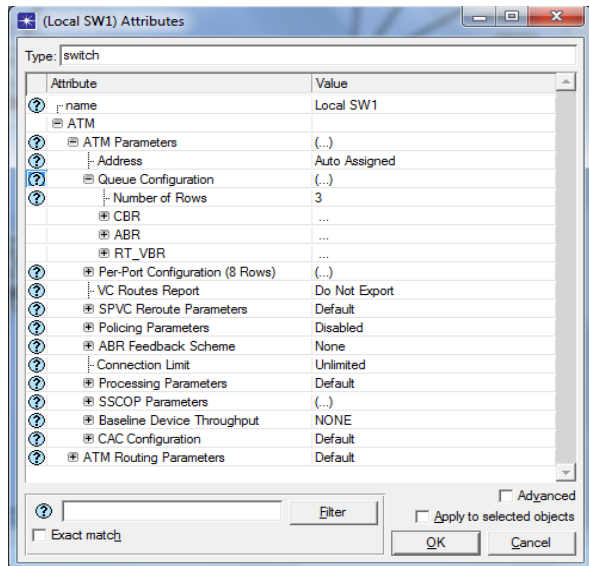 (Local SW1) Attributes
Type: switch
Attribute Value
name Local SW1
ATM
ATM Parameters (...)
Address Auto Assigned
Queue Configuration (...)
Number of Rows 3
CBR ...
ABR ...
RT_VBR ...
Per-Port Configuration (8 Rows) (...)
VC Routes Report Do Not Export
SPVC Reroute Parameters Default
Policing Parameters Disabled
ABR Feedback Scheme None
Connection Limit Unlimited
Processing Parameters Default
SSCOP Parameters (...)
Baseline Device Throughput NONE
CAC Configuration Default
ATM Routing Parameters Default
Advanced
Filter
Apply to selected objects
Exact match
OK Cancel